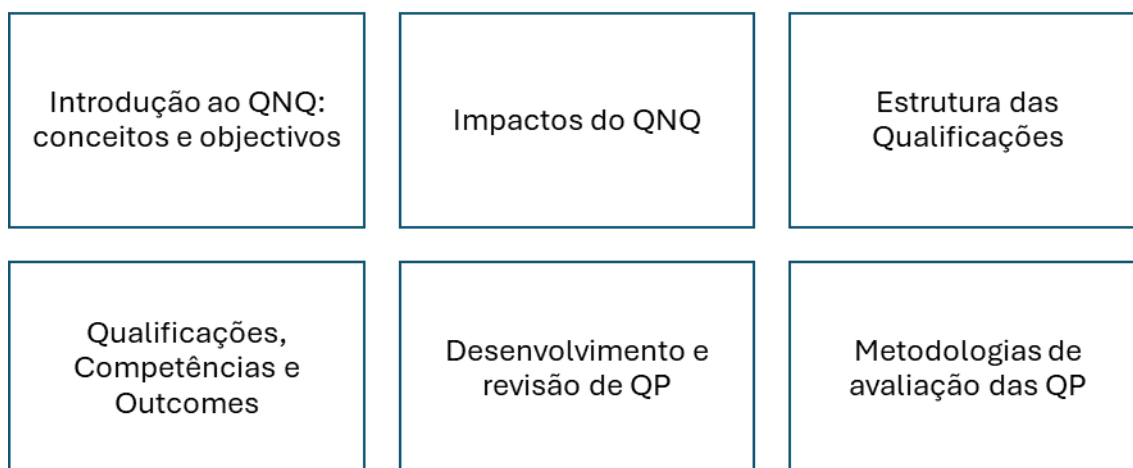 Introdução ao QNQ:
conceitos e objectivos
Impactos do QNQ
Estrutura das
Qualificações
Qualificações,
Competências e
Outcomes
Desenvolvimento e
revisão de QP
Metodologias de
avaliação das QP